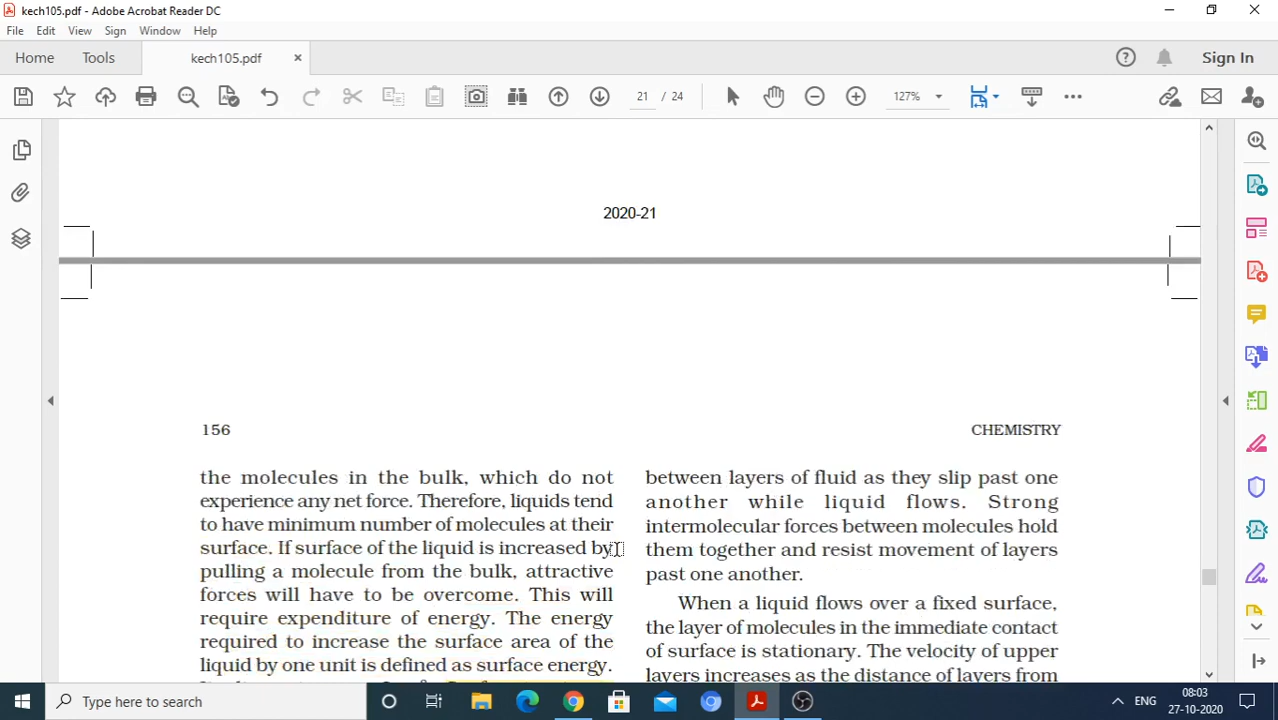 kech105.pdf - Adobe Acrobat Reader DC
File Edit View Sign Window Help
Home Tools kech105.pdf × Sign In
21 / 24 127%
2020-21
156
CHEMISTRY
the molecules in the bulk, which do not
experience any net force. Therefore, liquids tend
to have minimum number of molecules at their
surface. If surface of the liquid is increased by
pulling a molecule from the bulk, attractive
forces will have to be overcome. This will
require expenditure of energy. The energy
required to increase the surface area of the
liquid by one unit is defined as surface energy.
between layers of fluid as they slip past one
another while liquid flows. Strong
intermolecular forces between molecules hold
them together and resist movement of layers
past one another.
When a liquid flows over a fixed surface,
the layer of molecules in the immediate contact
of surface is stationary. The velocity of upper
layers increases as the distance of layers from
Type here to search
ENG
08:03
27-10-2020